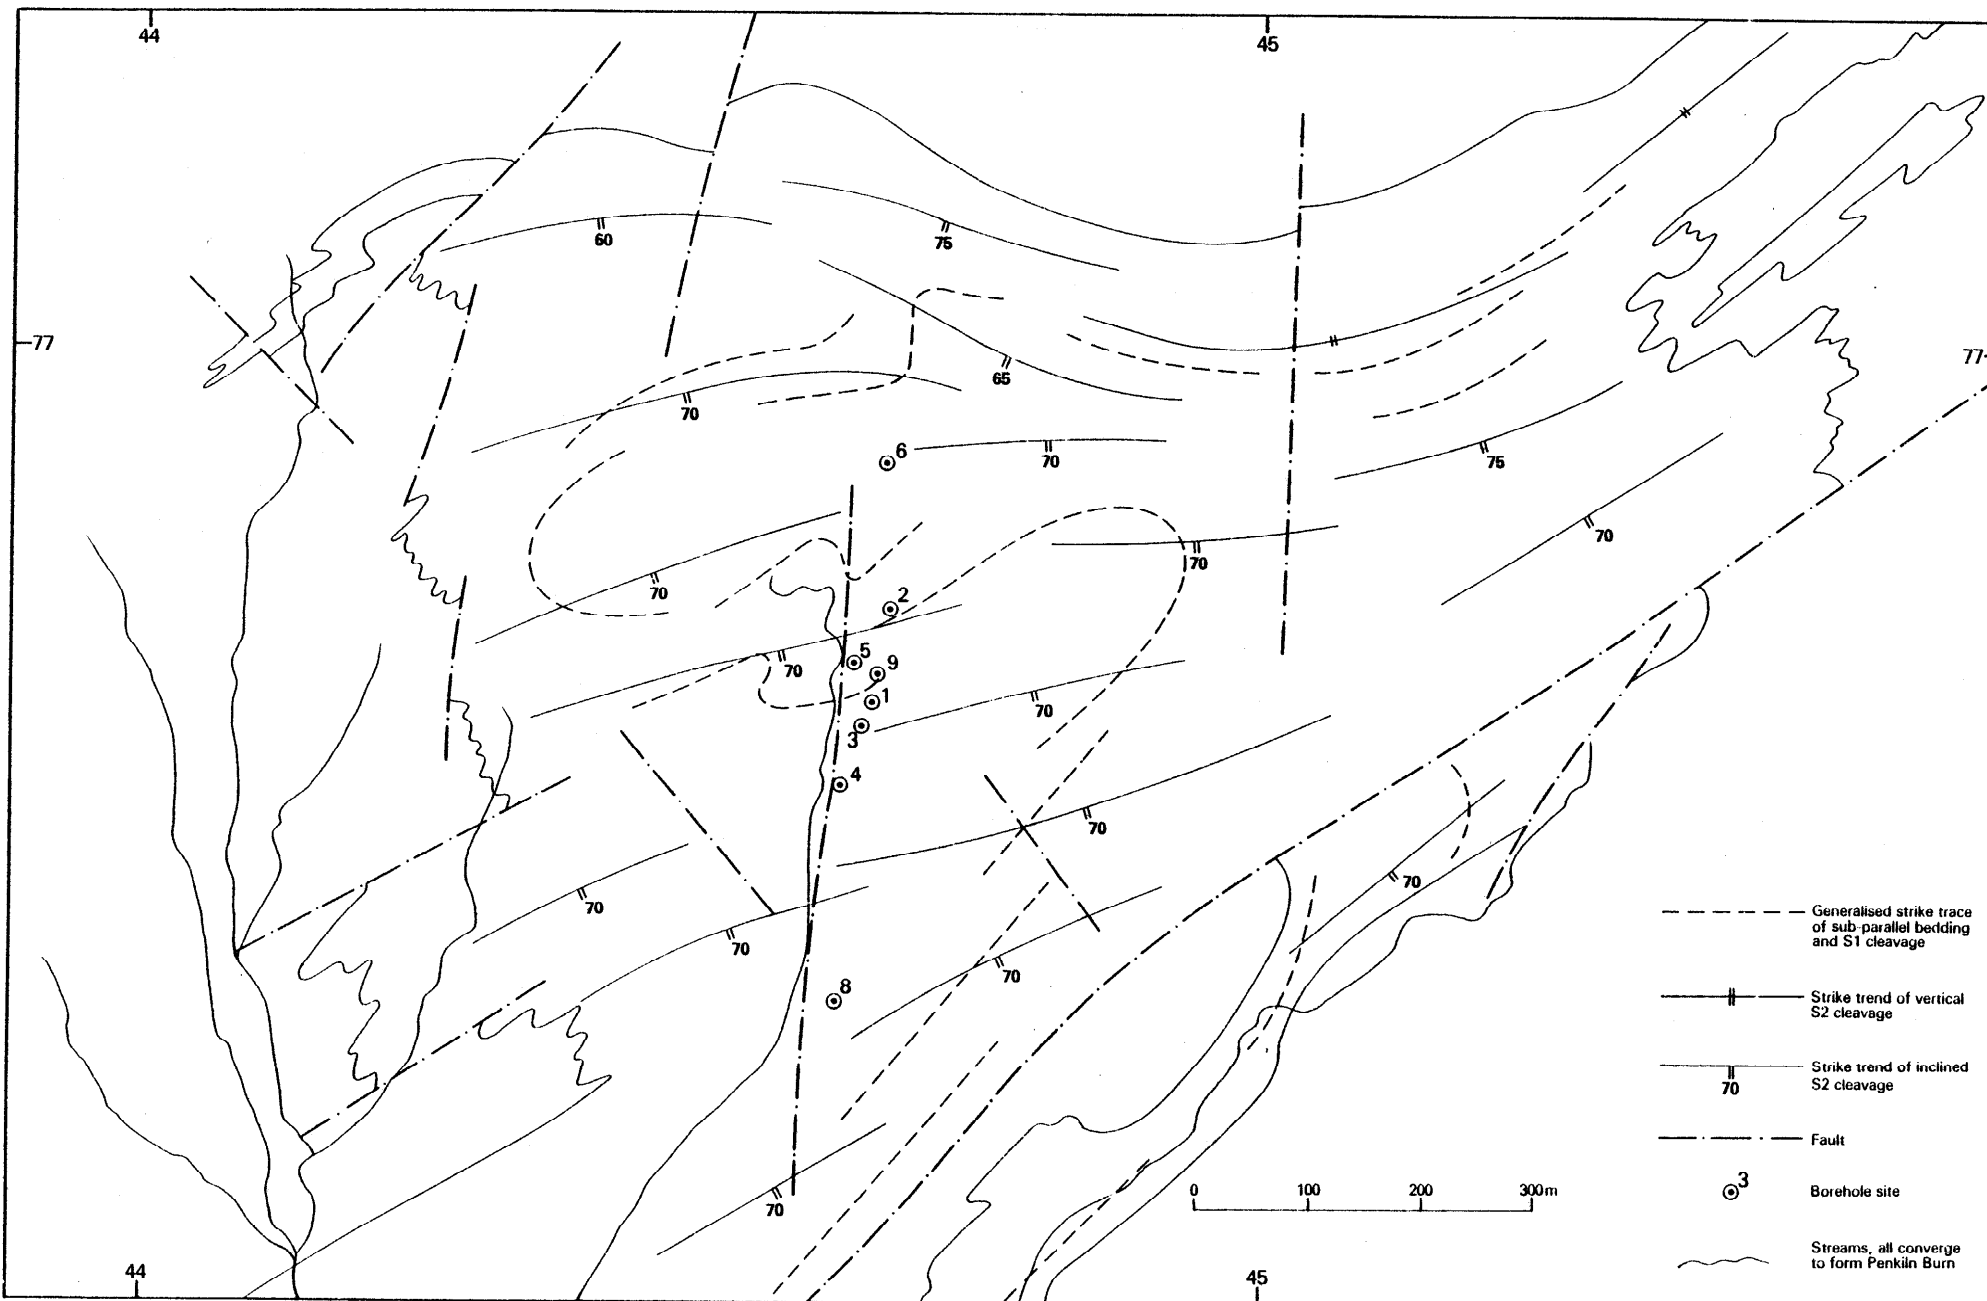 44
45
60
75
77
65
77
70
6
70
75
70
70
70
2
5
9
70
1
70
3
4
70
70
70
70
70
8
70
Generalised strike trace
of sub-parallel bedding
and S1 cleavage
Strike trend of vertical
S2 cleavage
Strike trend of inclined
70
S2 cleavage
Fault
0 100 200 300m
3
Borehole site
Streams, all converge
to form Penkiln Burn
44
45